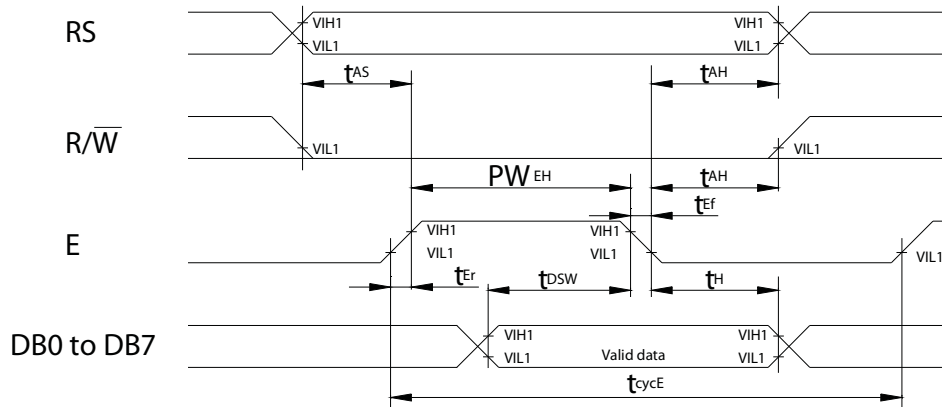 RS VIH1 VIH1
VIL1 VIL1
tAS tAH
R/W̅ VIL1 VIL1
PWEH tAH
tEf
E VIH1 VIH1
VIL1 VIL1 VIL1
tEr tDSW tH
DB0 to DB7 VIH1 VIH1
VIL1 Valid data VIL1
tcycE